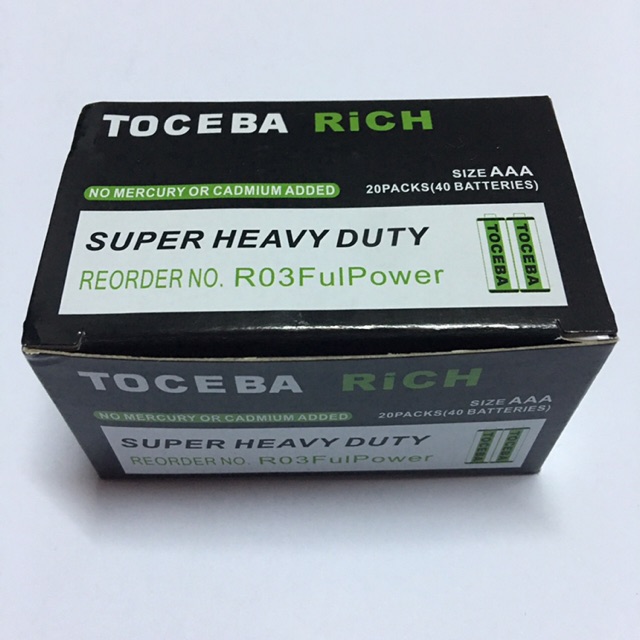 TOCEBA RiCH
SIZE AAA
NO MERCURY OR CADMIUM ADDED
20PACKS(40 BATTERIES)
SUPER HEAVY DUTY
REORDER NO. R03FulPower
TOCEBA
TOCEBA
TOCEBA RiCH
SIZE AAA
NO MERCURY OR CADMIUM ADDED
20PACKS(40 BATTERIES)
SUPER HEAVY DUTY
REORDER NO. R03FulPower
TOCEBA
TOCEBA